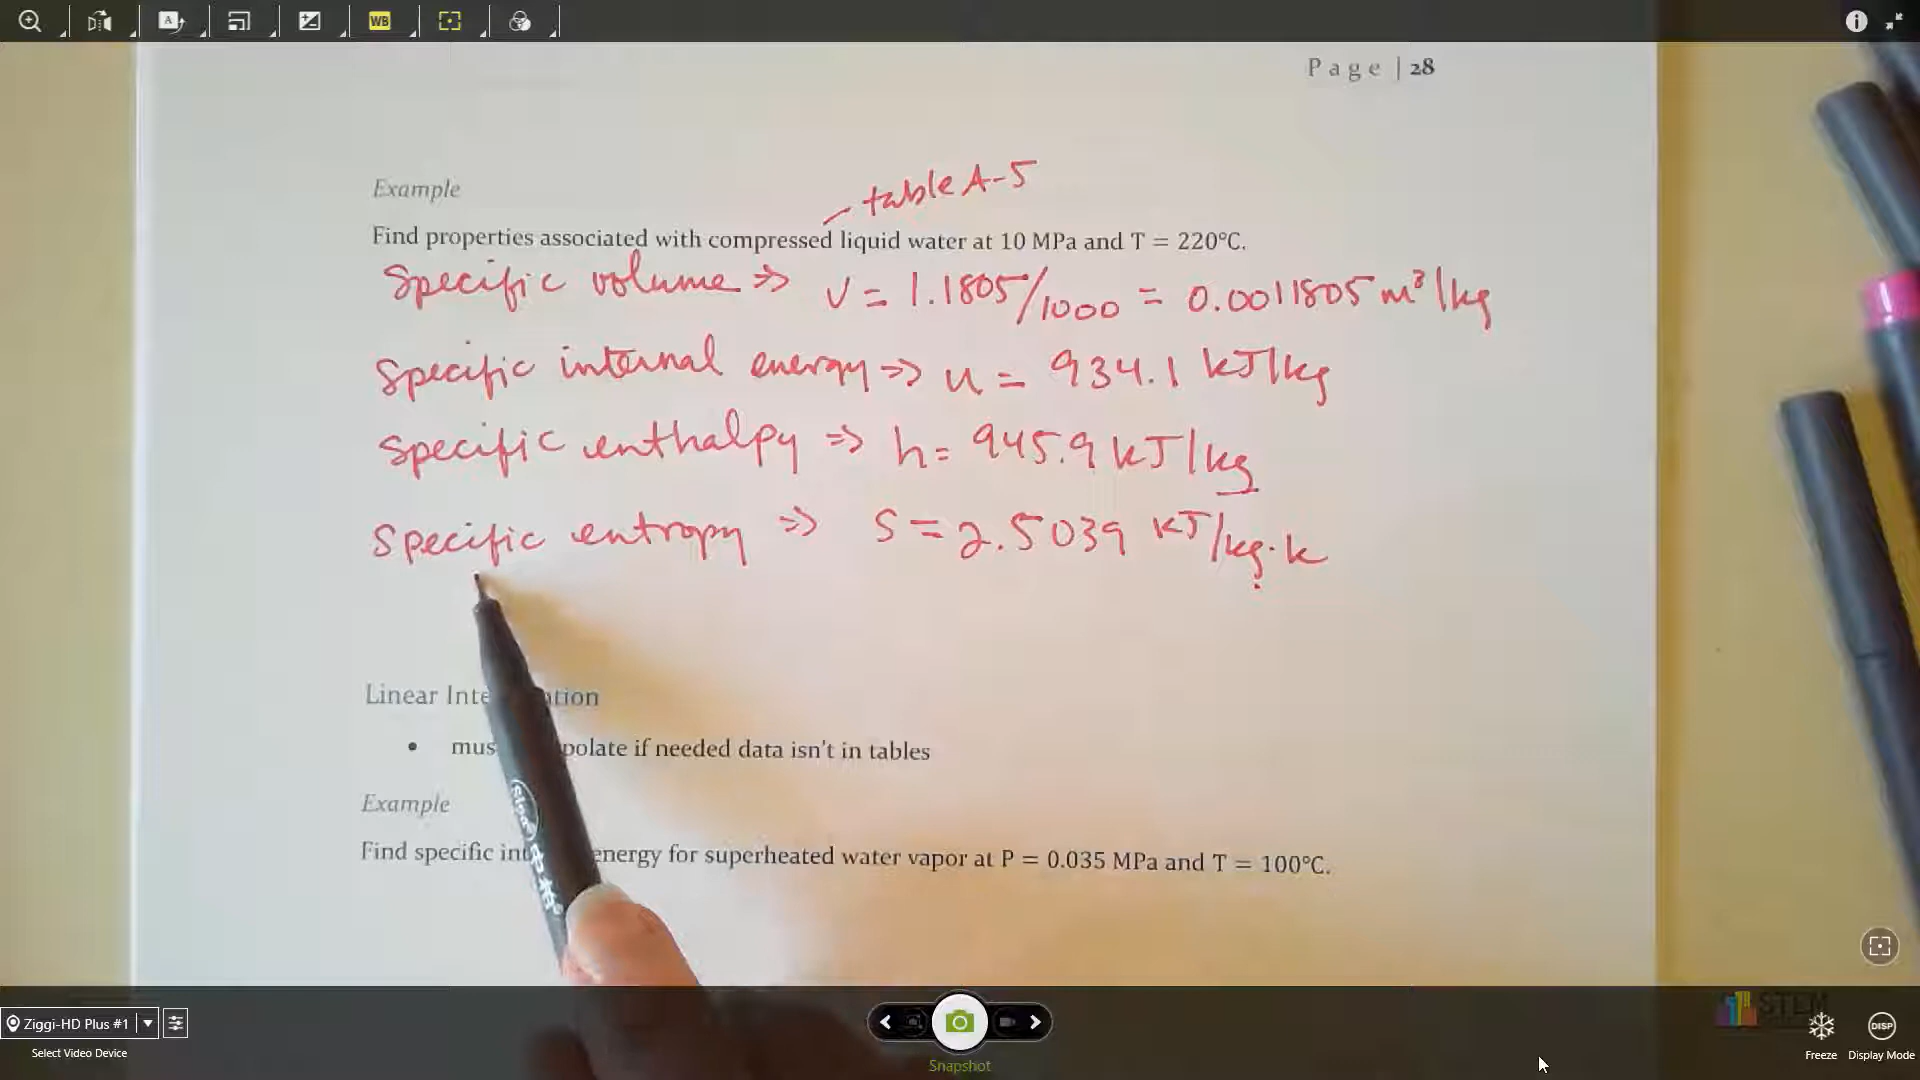 WB
Page | 28
Example
table A-5
Find properties associated with compressed liquid water at 10 MPa and T = 220°C.
Specific volume => v = 1.1805/1000 = 0.0011805 m³/kg
Specific internal energy => u = 934.1 kJ/kg
Specific enthalpy => h = 945.9 kJ/kg
Specific entropy => s = 2.5039 kJ/kg·k
Linear Inte ation
• mus polate if needed data isn't in tables
Example
Find specific int energy for superheated water vapor at P = 0.035 MPa and T = 100°C.
Ziggi-HD Plus #1
Select Video Device
Snapshot
STEM
Freeze
DISP
Display Mode